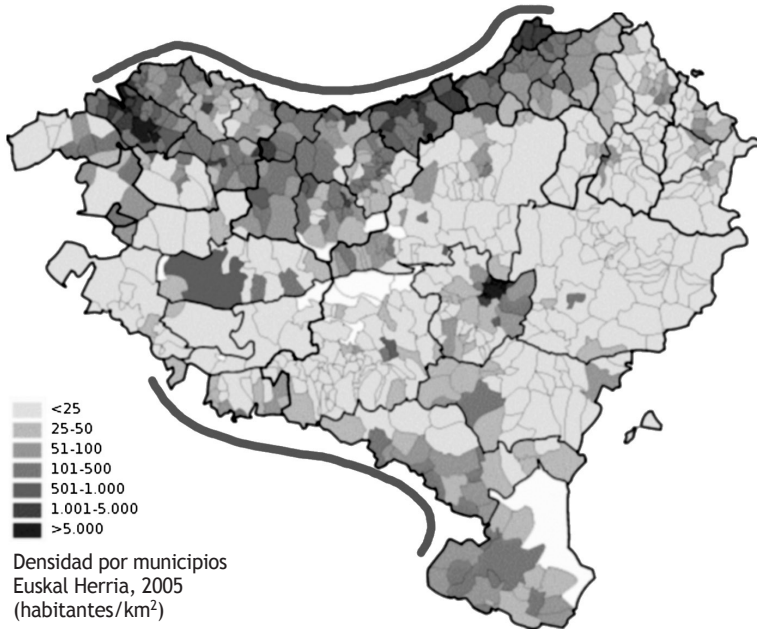 <25
25-50
51-100
101-500
501-1.000
1.001-5.000
>5.000
Densidad por municipios
Euskal Herria, 2005
(habitantes/km²)